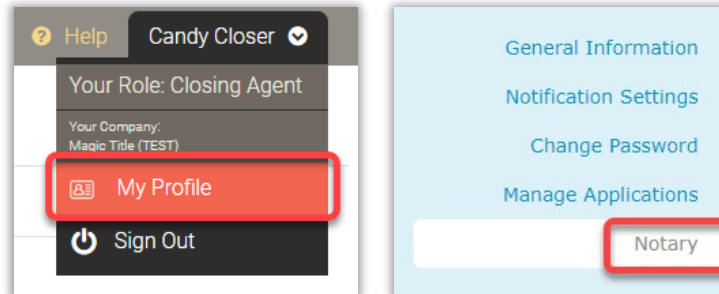 Help
Candy Closer
Your Role: Closing Agent
Your Company:
Magic Title (TEST)
My Profile
Sign Out
General Information
Notification Settings
Change Password
Manage Applications
Notary